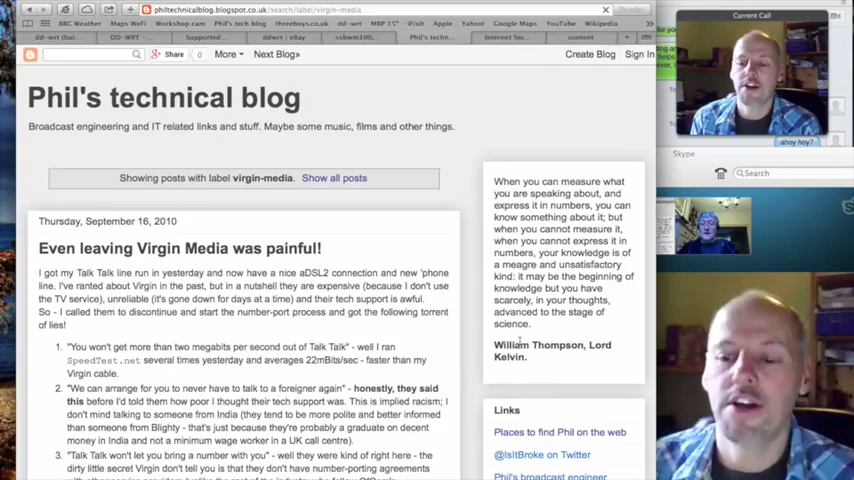 philtechnicalblog.blogspot.co.uk/search/label/virgin-media
Reader
BBC Weather Maps WeFi Workshop cam Phil's tech blog threeboys.co.uk dd-wrt MBP 15" - iFixit Apple Yahoo! Google Maps YouTube Wikipedia
dd-wrt (bai... DD-WRT - ... Supported... ddwrt | eBay ssbwm100... Phil's techn... Internet Sec... content
Share 0 More Next Blog» Create Blog Sign In
Phil's technical blog
Broadcast engineering and IT related links and stuff. Maybe some music, films and other things.
Showing posts with label virgin-media. Show all posts
Thursday, September 16, 2010
Even leaving Virgin Media was painful!
I got my Talk Talk line run in yesterday and now have a nice aDSL2 connection and new 'phone
line. I've ranted about Virgin in the past, but in a nutshell they are expensive (because I don't use
the TV service), unreliable (it's gone down for days at a time) and their tech support is awful.
So - I called them to discontinue and start the number-port process and got the following torrent
of lies!
1. "You won't get more than two megabits per second out of Talk Talk" - well I ran
SpeedTest.net several times yesterday and averages 22mBits/sec - faster than my
Virgin cable.
2. "We can arrange for you to never have to talk to a foreigner again" - honestly, they said
this before I'd told them how poor I thought their tech support was. This is implied racism; I
don't mind talking to someone from India (they tend to be more polite and better informed
than someone from Blighty - that's just because they're probably a graduate on decent
money in India and not a minimum wage worker in a UK call centre).
3. "Talk Talk won't let you bring a number with you" - well they were kind of right here - the
dirty little secret Virgin don't tell you is that they don't have number-porting agreements
When you can measure what
you are speaking about, and
express it in numbers, you can
know something about it; but
when you cannot measure it,
when you cannot express it in
numbers, your knowledge is of
a meagre and unsatisfactory
kind: it may be the beginning of
knowledge but you have
scarcely, in your thoughts,
advanced to the stage of
science.
William Thompson, Lord
Kelvin.
Links
Places to find Phil on the web
@IsItBroke on Twitter
Phil's broadcast engineer
Current Call
ahoy hoy?
Skype
Search